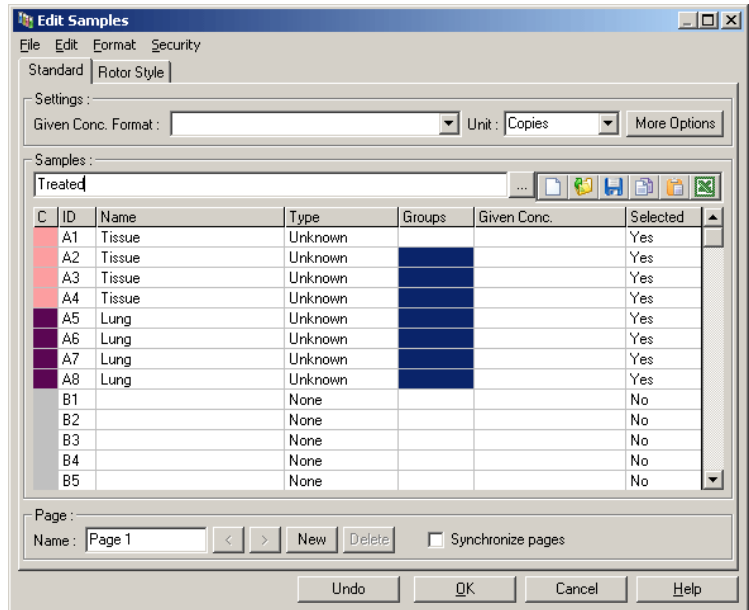 Edit Samples
File Edit Format Security
Standard Rotor Style
Settings :
Given Conc. Format : Unit : Copies More Options
Samples :
Treated ...
C ID Name Type Groups Given Conc. Selected
A1 Tissue Unknown Yes
A2 Tissue Unknown Yes
A3 Tissue Unknown Yes
A4 Tissue Unknown Yes
A5 Lung Unknown Yes
A6 Lung Unknown Yes
A7 Lung Unknown Yes
A8 Lung Unknown Yes
B1 None No
B2 None No
B3 None No
B4 None No
B5 None No
Page :
Name : Page 1 < > New Delete Synchronize pages
Undo OK Cancel Help